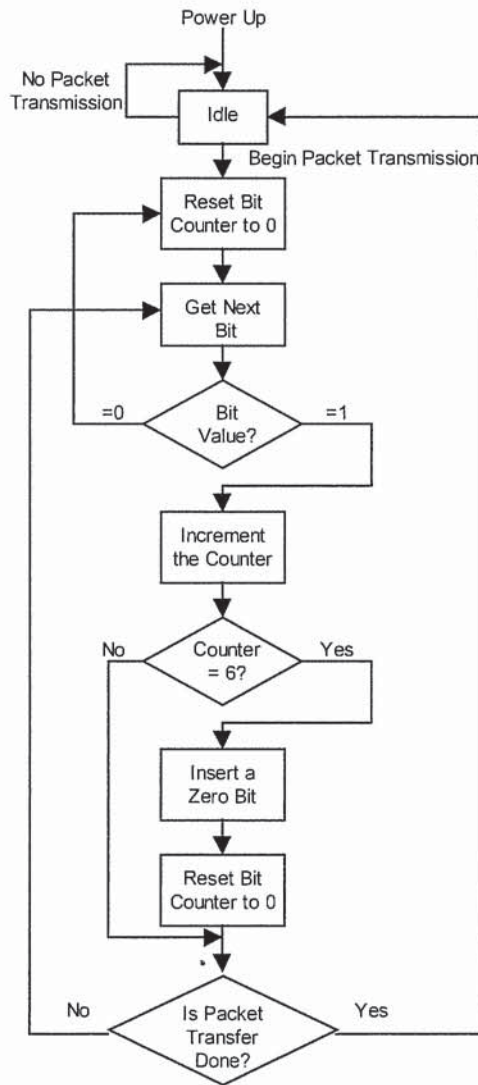 Power Up
No Packet
Transmission
Idle
Begin Packet Transmission
Reset Bit
Counter to 0
Get Next
Bit
=0
Bit
Value?
=1
Increment
the Counter
No
Counter
= 6?
Yes
Insert a
Zero Bit
Reset Bit
Counter to 0
No
Is Packet
Transfer
Done?
Yes